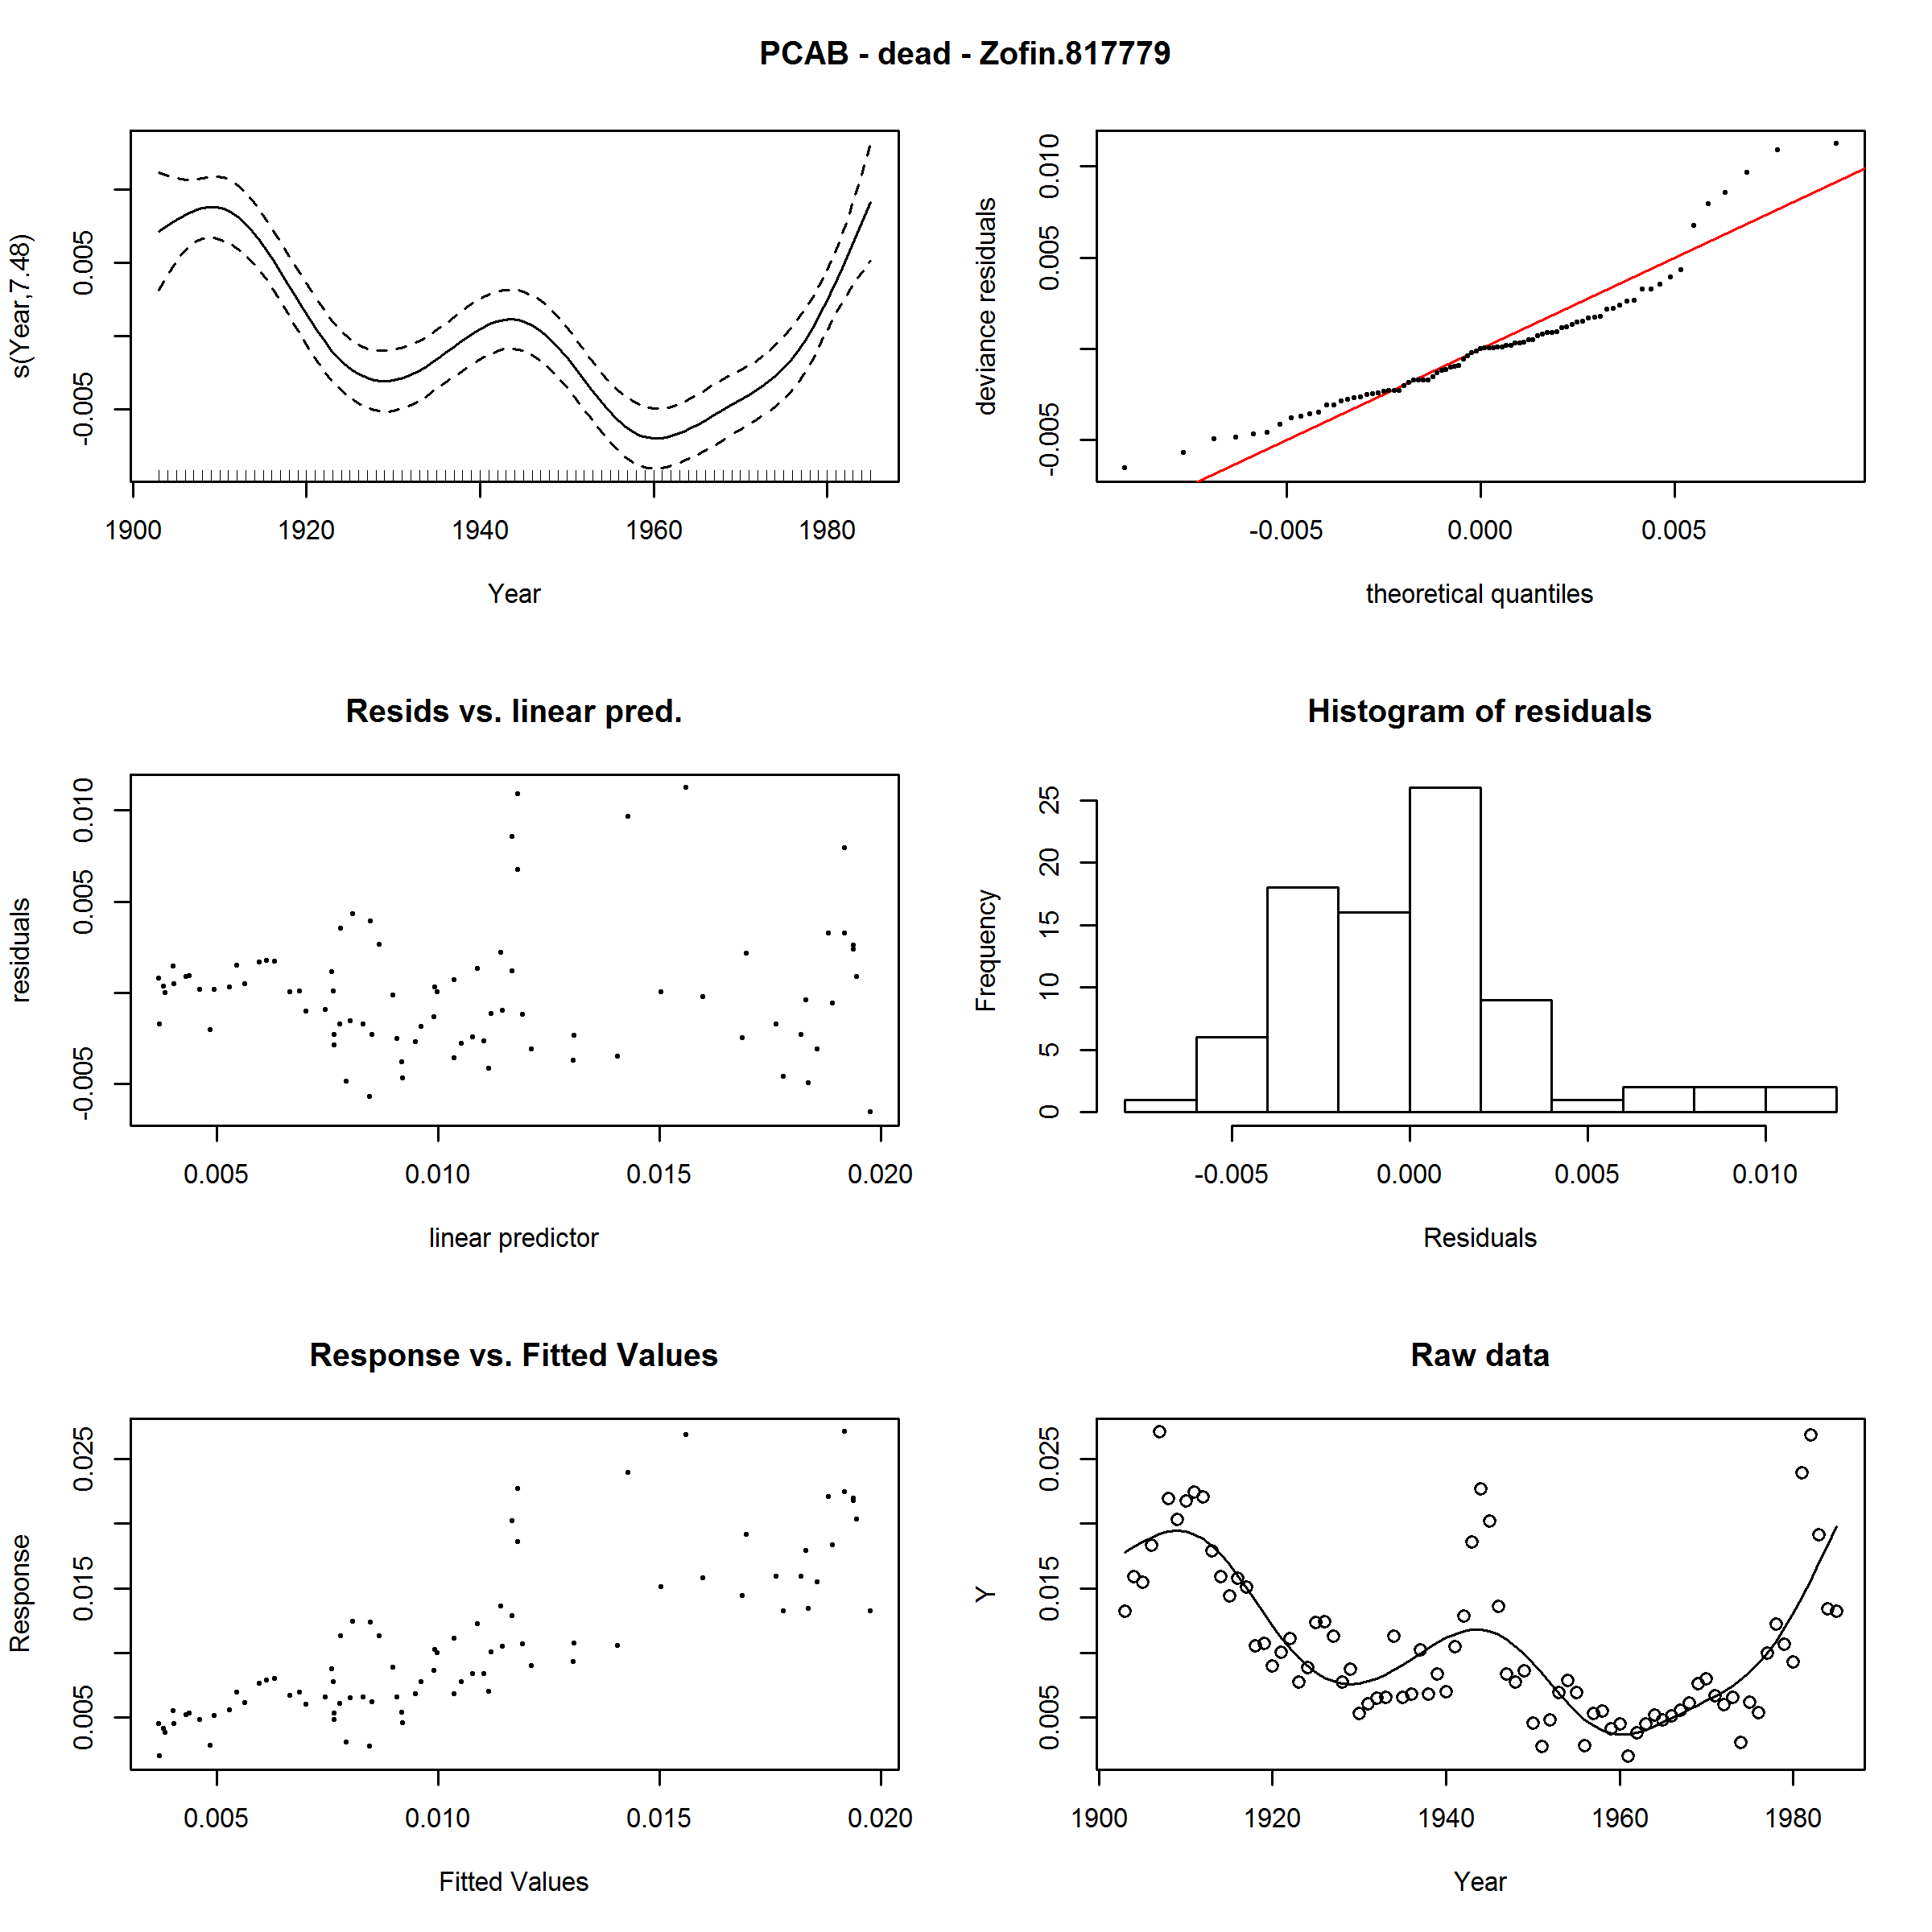 PCAB - dead - Zofin.817779
s(Year,7.48)
-0.005 0.005
1900 1920 1940 1960 1980
Year
deviance residuals
-0.005 0.005 0.010
-0.005 0.000 0.005
theoretical quantiles
Resids vs. linear pred.
residuals
-0.005 0.005 0.010
0.005 0.010 0.015 0.020
linear predictor
Histogram of residuals
Frequency
0 5 10 15 20 25
-0.005 0.000 0.005 0.010
Residuals
Response vs. Fitted Values
Response
0.005 0.015 0.025
0.005 0.010 0.015 0.020
Fitted Values
Raw data
Y
0.005 0.015 0.025
1900 1920 1940 1960 1980
Year